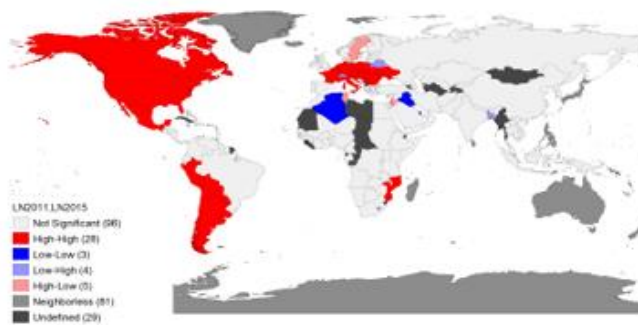 LN2011,LN2015
Not Significant (96)
High-High (28)
Low-Low (3)
Low-High (4)
High-Low (5)
Neighborless (81)
Undefined (29)